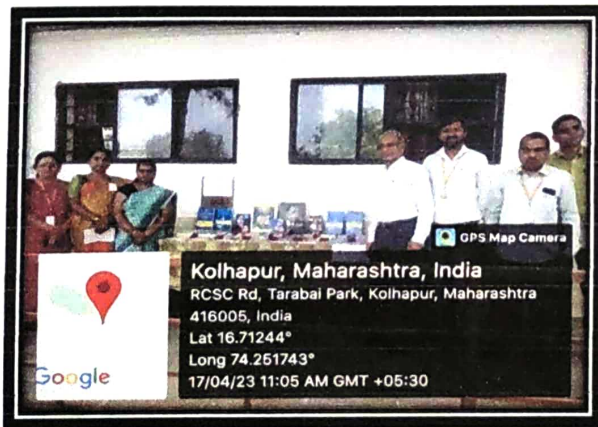 GPS Map Camera
Kolhapur, Maharashtra, India
RCSC Rd, Tarabai Park, Kolhapur, Maharashtra
416005, India
Lat 16.71244°
Long 74.251743°
17/04/23 11:05 AM GMT +05:30
Google